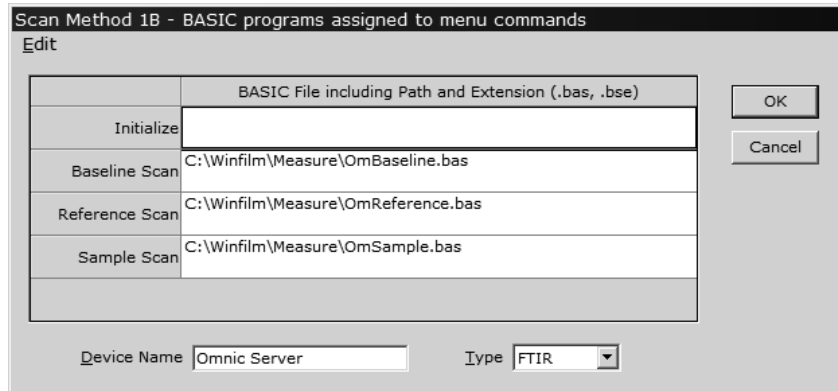 Scan Method 1B - BASIC programs assigned to menu commands
Edit
BASIC File including Path and Extension (.bas, .bse)
OK
Initialize
Cancel
Baseline Scan C:\Winfilm\Measure\OmBaseline.bas
Reference Scan C:\Winfilm\Measure\OmReference.bas
Sample Scan C:\Winfilm\Measure\OmSample.bas
Device Name Omnic Server Type FTIR